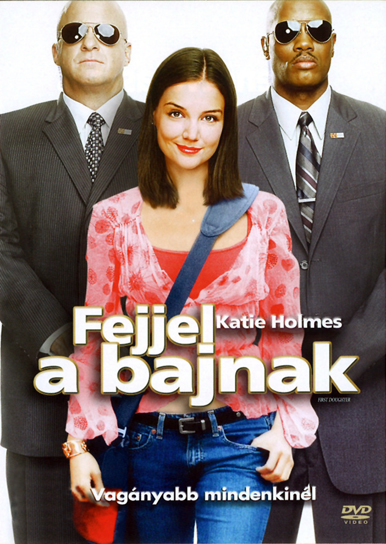 Fejjel
Katie Holmes
a bajnak
FIRST DAUGHTER
Vagányabb mindenkinél
DVD
VIDEO